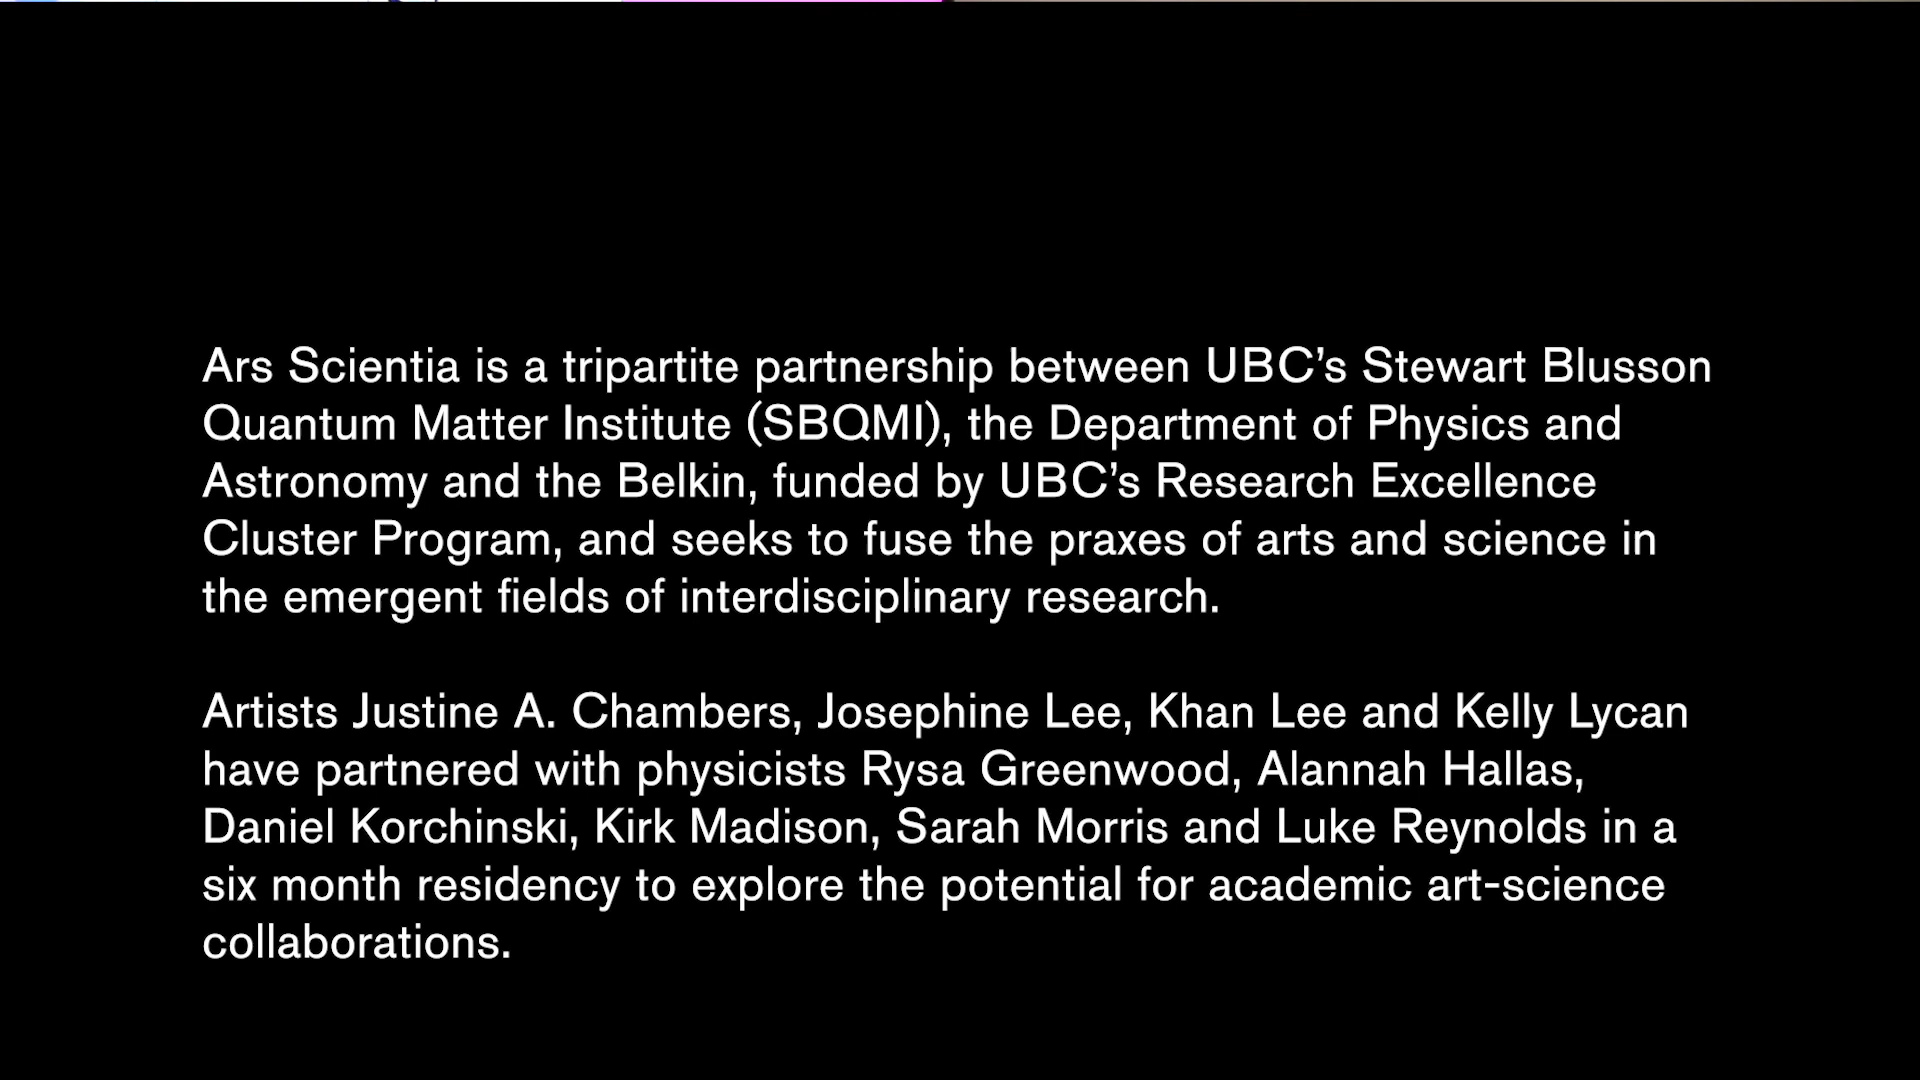 Ars Scientia is a tripartite partnership between UBC’s Stewart Blusson
Quantum Matter Institute (SBQMI), the Department of Physics and
Astronomy and the Belkin, funded by UBC’s Research Excellence
Cluster Program, and seeks to fuse the praxes of arts and science in
the emergent fields of interdisciplinary research.
Artists Justine A. Chambers, Josephine Lee, Khan Lee and Kelly Lycan
have partnered with physicists Rysa Greenwood, Alannah Hallas,
Daniel Korchinski, Kirk Madison, Sarah Morris and Luke Reynolds in a
six month residency to explore the potential for academic art-science
collaborations.